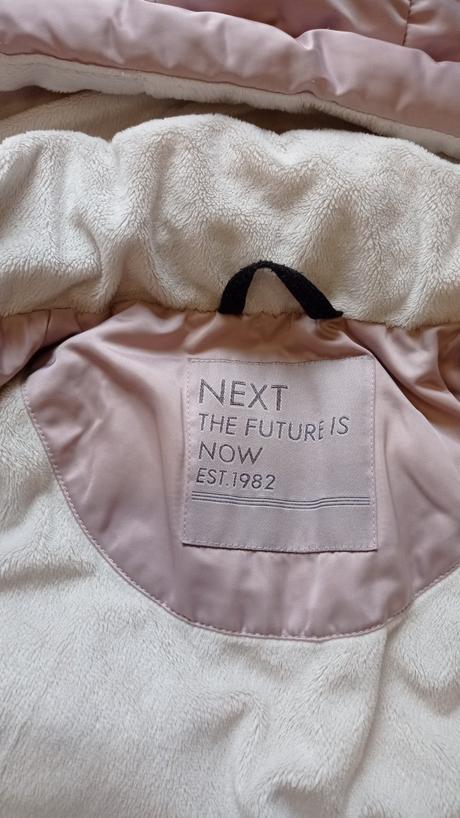 NEXT
THE FUTURE IS
NOW
EST.1982